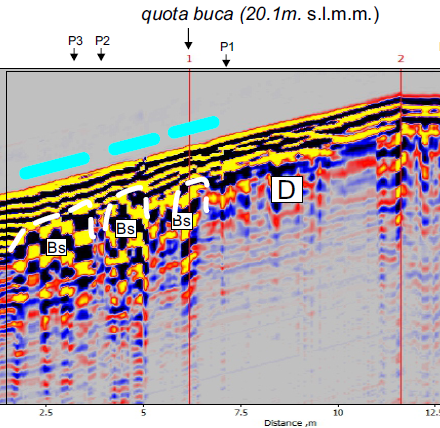 quota buca (20.1m. s.l.m.m.)
P3 P2 P1
1 2
D
Bs Bs Bs
2.5 5 7.5 10 12.5
Distance ,m